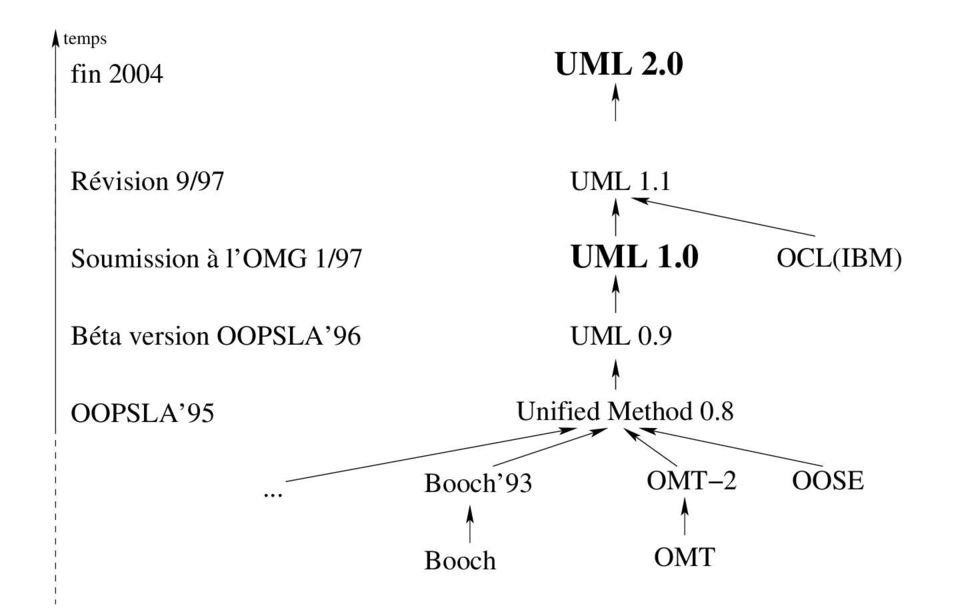 temps
fin 2004
UML 2.0
Révision 9/97
UML 1.1
Soumission à l'OMG 1/97
UML 1.0
OCL(IBM)
Béta version OOPSLA'96
UML 0.9
OOPSLA'95
Unified Method 0.8
...
Booch'93
OMT−2
OOSE
Booch
OMT